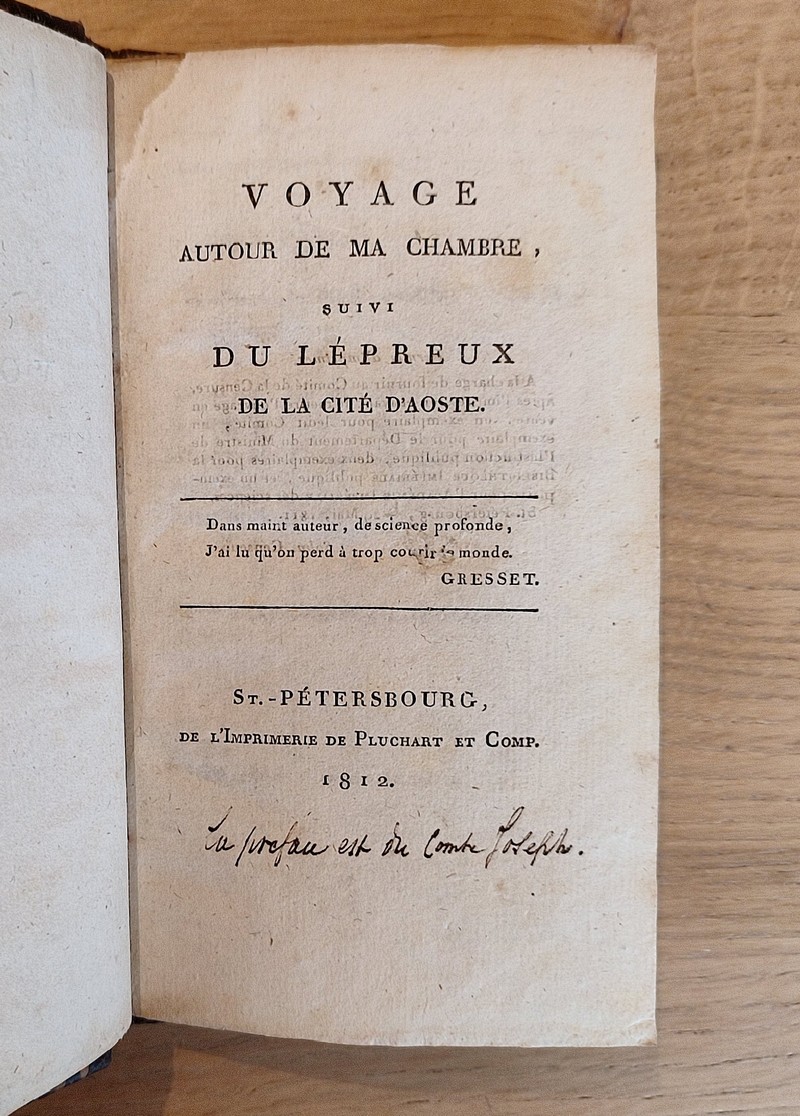 VOYAGE
AUTOUR DE MA CHAMBRE,
SUIVI
DU LÉPREUX
DE LA CITÉ D'AOSTE.
Dans maint auteur, de science profonde,
J'ai lu qu'on perd à trop courir le monde.
GRESSET.
ST.-PÉTERSBOURG,
DE L'IMPRIMERIE DE PLUCHART ET COMP.
1812.
La préface est du Comte Joseph.